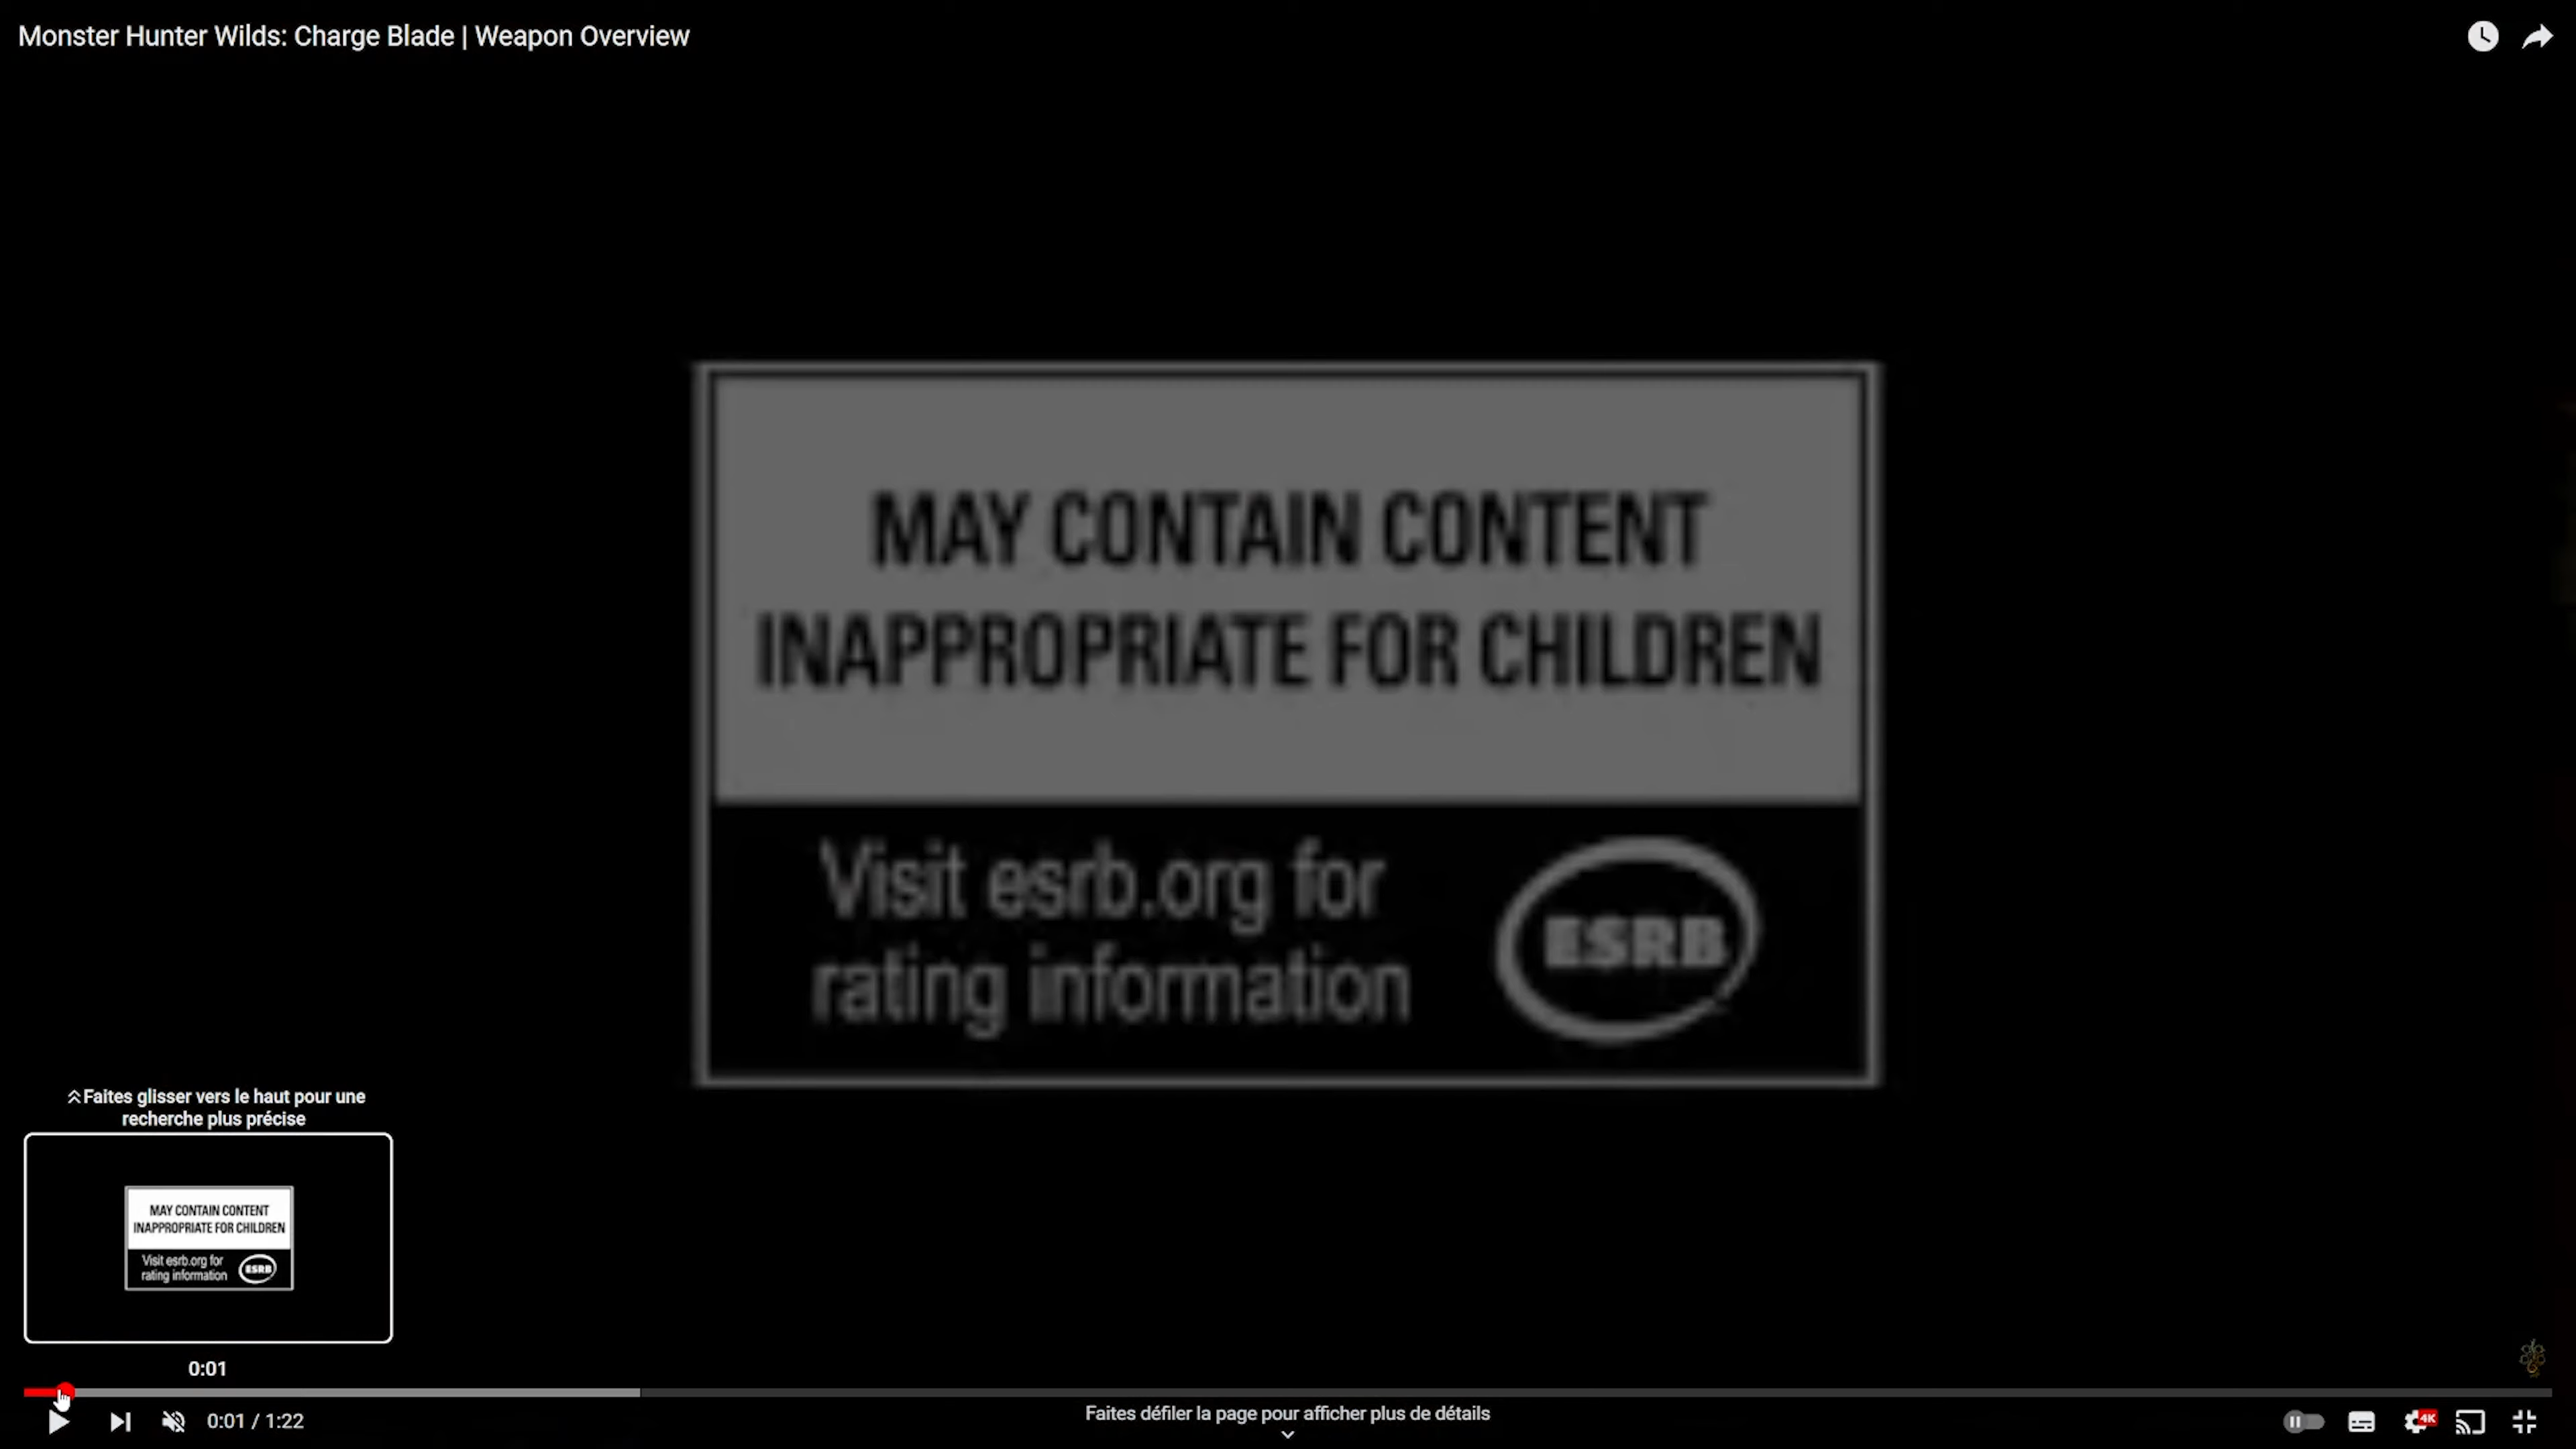 Monster Hunter Wilds: Charge Blade | Weapon Overview
MAY CONTAIN CONTENT
INAPPROPRIATE FOR CHILDREN
Visit esrb.org for
rating information
ESRB
Faites glisser vers le haut pour une
recherche plus précise
MAY CONTAIN CONTENT
INAPPROPRIATE FOR CHILDREN
Visit esrb.org for
rating information
ESRB
0:01
0:01 / 1:22
Faites défiler la page pour afficher plus de détails
4K